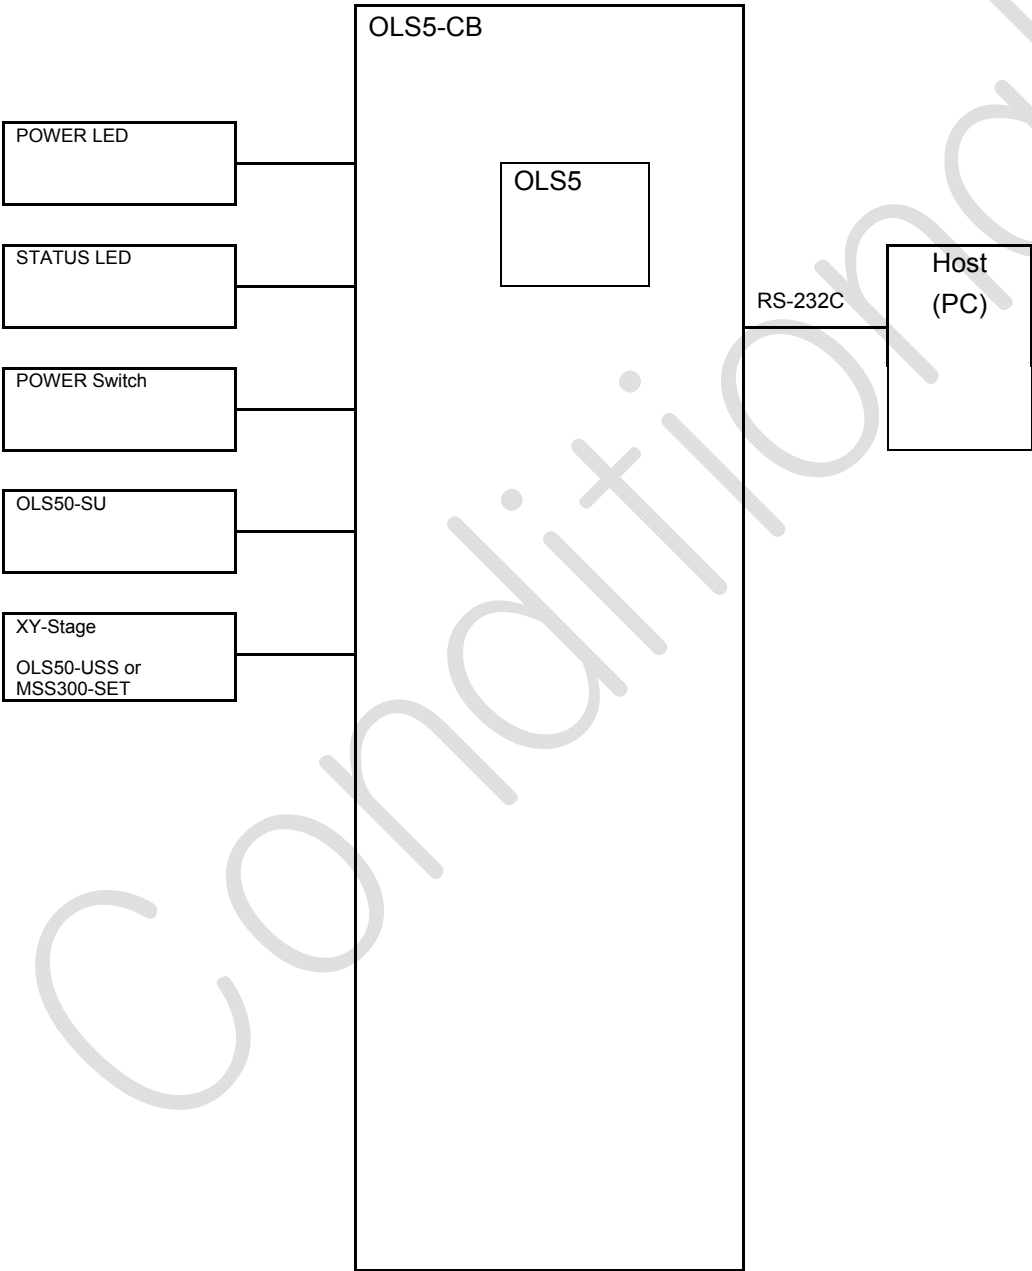 OLS5-CB
POWER LED
OLS5
STATUS LED
RS-232C
Host
(PC)
POWER Switch
OLS50-SU
XY-Stage
OLS50-USS or
MSS300-SET
Conditiona